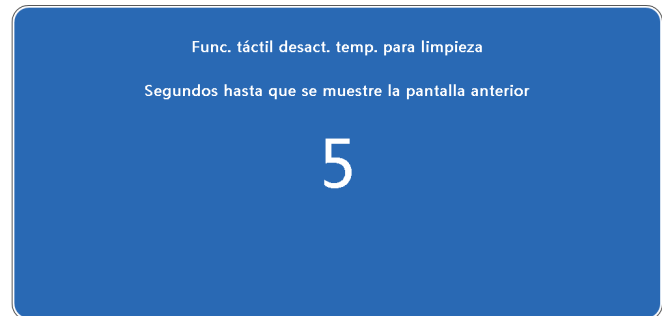 Func. táctil desact. temp. para limpieza
Segundos hasta que se muestre la pantalla anterior
5